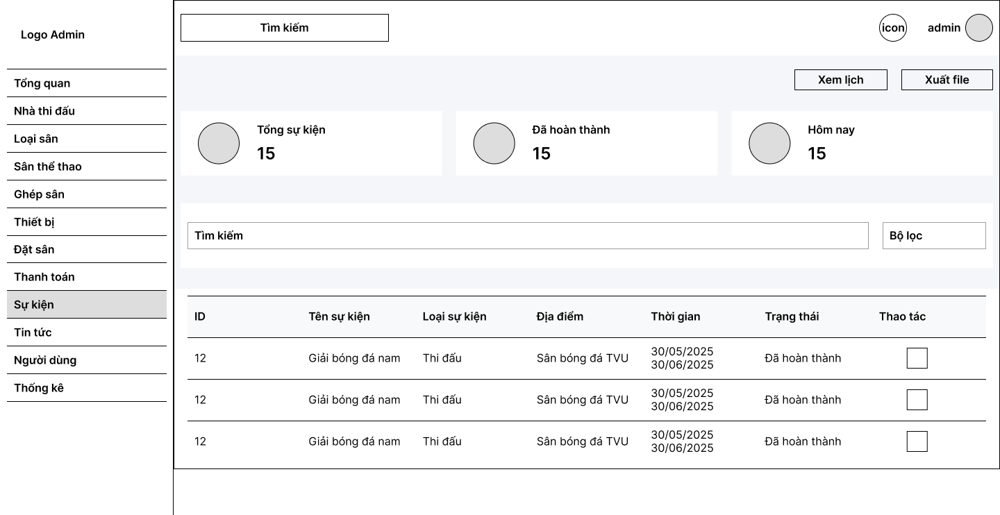 Logo Admin
Tìm kiếm
icon
admin
Tổng quan
Nhà thi đấu
Loại sân
Sân thể thao
Ghép sân
Thiết bị
Đặt sân
Thanh toán
Sự kiện
Tin tức
Người dùng
Thống kê
Xem lịch
Xuất file
Tổng sự kiện
15
Đã hoàn thành
15
Hôm nay
15
Tìm kiếm
Bộ lọc
ID Tên sự kiện Loại sự kiện Địa điểm Thời gian Trạng thái Thao tác
12 Giải bóng đá nam Thi đấu Sân bóng đá TVU 30/05/2025 Đã hoàn thành
30/06/2025
12 Giải bóng đá nam Thi đấu Sân bóng đá TVU 30/05/2025 Đã hoàn thành
30/06/2025
12 Giải bóng đá nam Thi đấu Sân bóng đá TVU 30/05/2025 Đã hoàn thành
30/06/2025